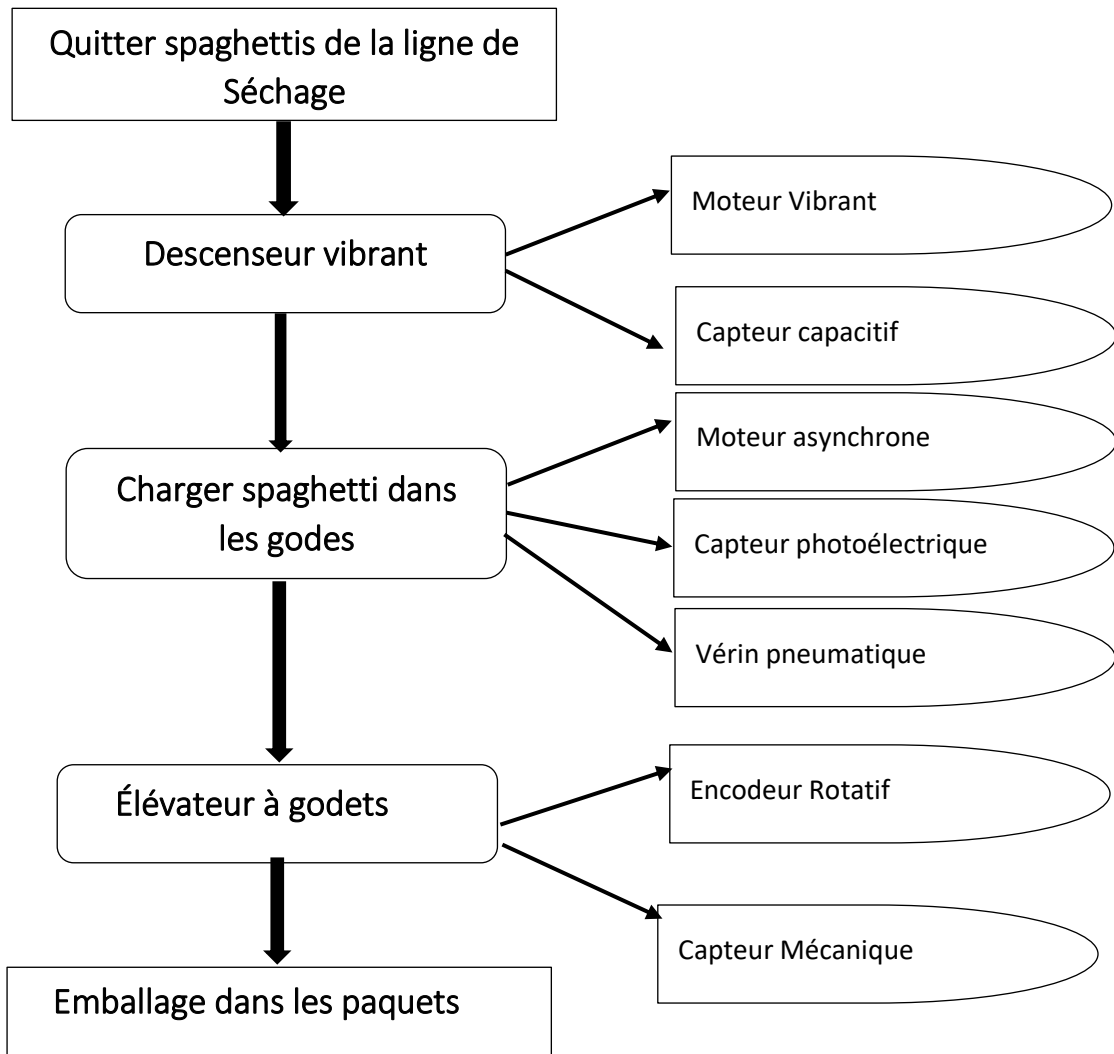 Quitter spaghettis de la ligne de
Séchage
Moteur Vibrant
Descenseur vibrant
Capteur capacitif
Moteur asynchrone
Charger spaghetti dans
les godes
Capteur photoélectrique
Vérin pneumatique
Élévateur à godets
Encodeur Rotatif
Capteur Mécanique
Emballage dans les paquets